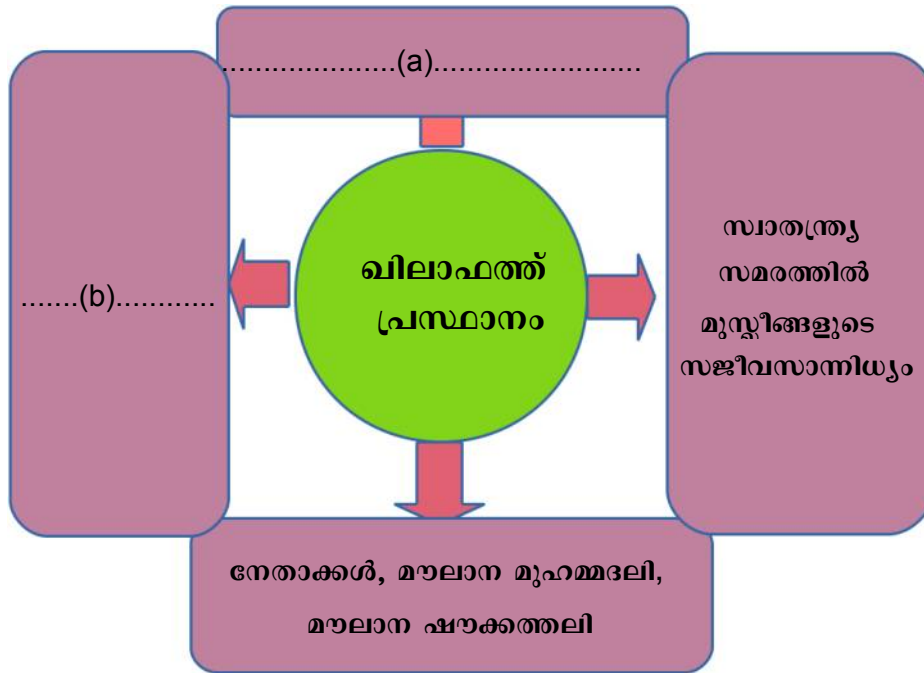 ......................(a)........................
.......(b)............
ഖിലാഫത്ത്
പ്രസ്ഥാനം
സ്വാതന്ത്ര്യ
സമരത്തിൽ
മുസ്ലീങ്ങളുടെ
സജീവസാന്നിധ്യം
നേതാക്കൾ, മൗലാന മുഹമ്മദലി,
മൗലാന ഷൗക്കത്തലി